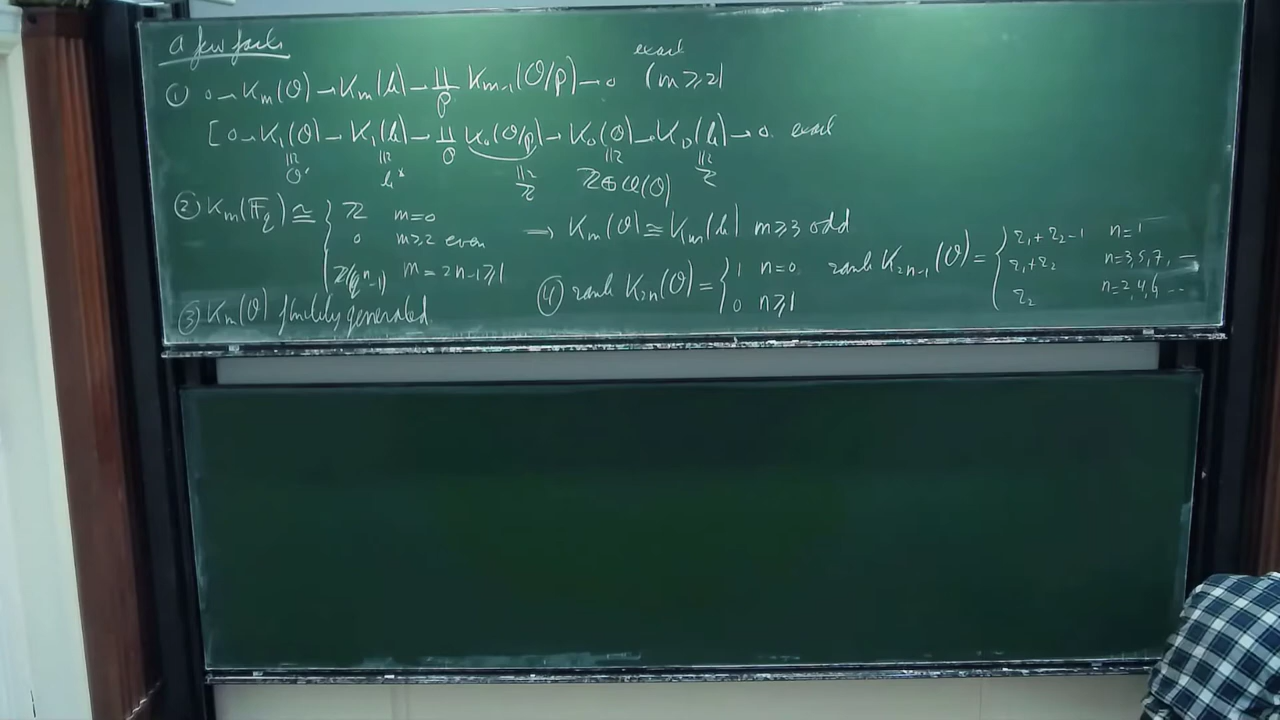 a few facts
① 0 → K_m(O) → K_m(k) → ∐_p K_{m-1}(O/p) → 0 exact (m ≥ 2)
[0 → K_1(O) → K_1(k) → ∐_p K_0(O/p) → K_0(O) → K_0(k) → 0 exact
≅ O* ≅ k* ≅ Z ≅ Z⊕Cl(O) ≅ Z
② K_m(F_q) ≅ { Z m=0
0 m≥2 even
Z/(q^n-1) m=2n-1≥1
→ K_m(O) ≅ K_m(k) m≥3 odd
③ K_m(O) finitely generated
④ rank K_{2n}(O) = { 1 n=0
0 n≥1
rank K_{2n-1}(O) = { r_1+r_2-1 n=1
r_1+r_2 n=3,5,7,...
r_2 n=2,4,6...